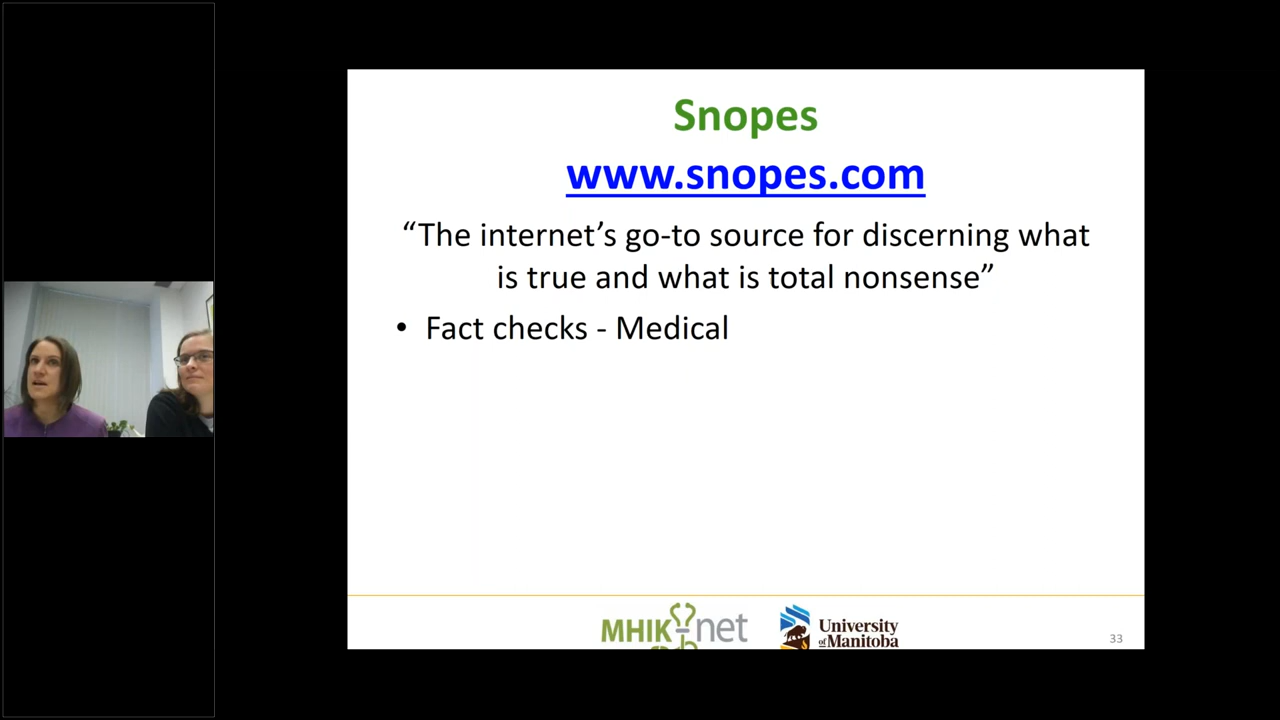 Snopes
www.snopes.com
“The internet’s go-to source for discerning what
is true and what is total nonsense”
• Fact checks - Medical
MHIK-net
University
of Manitoba
33